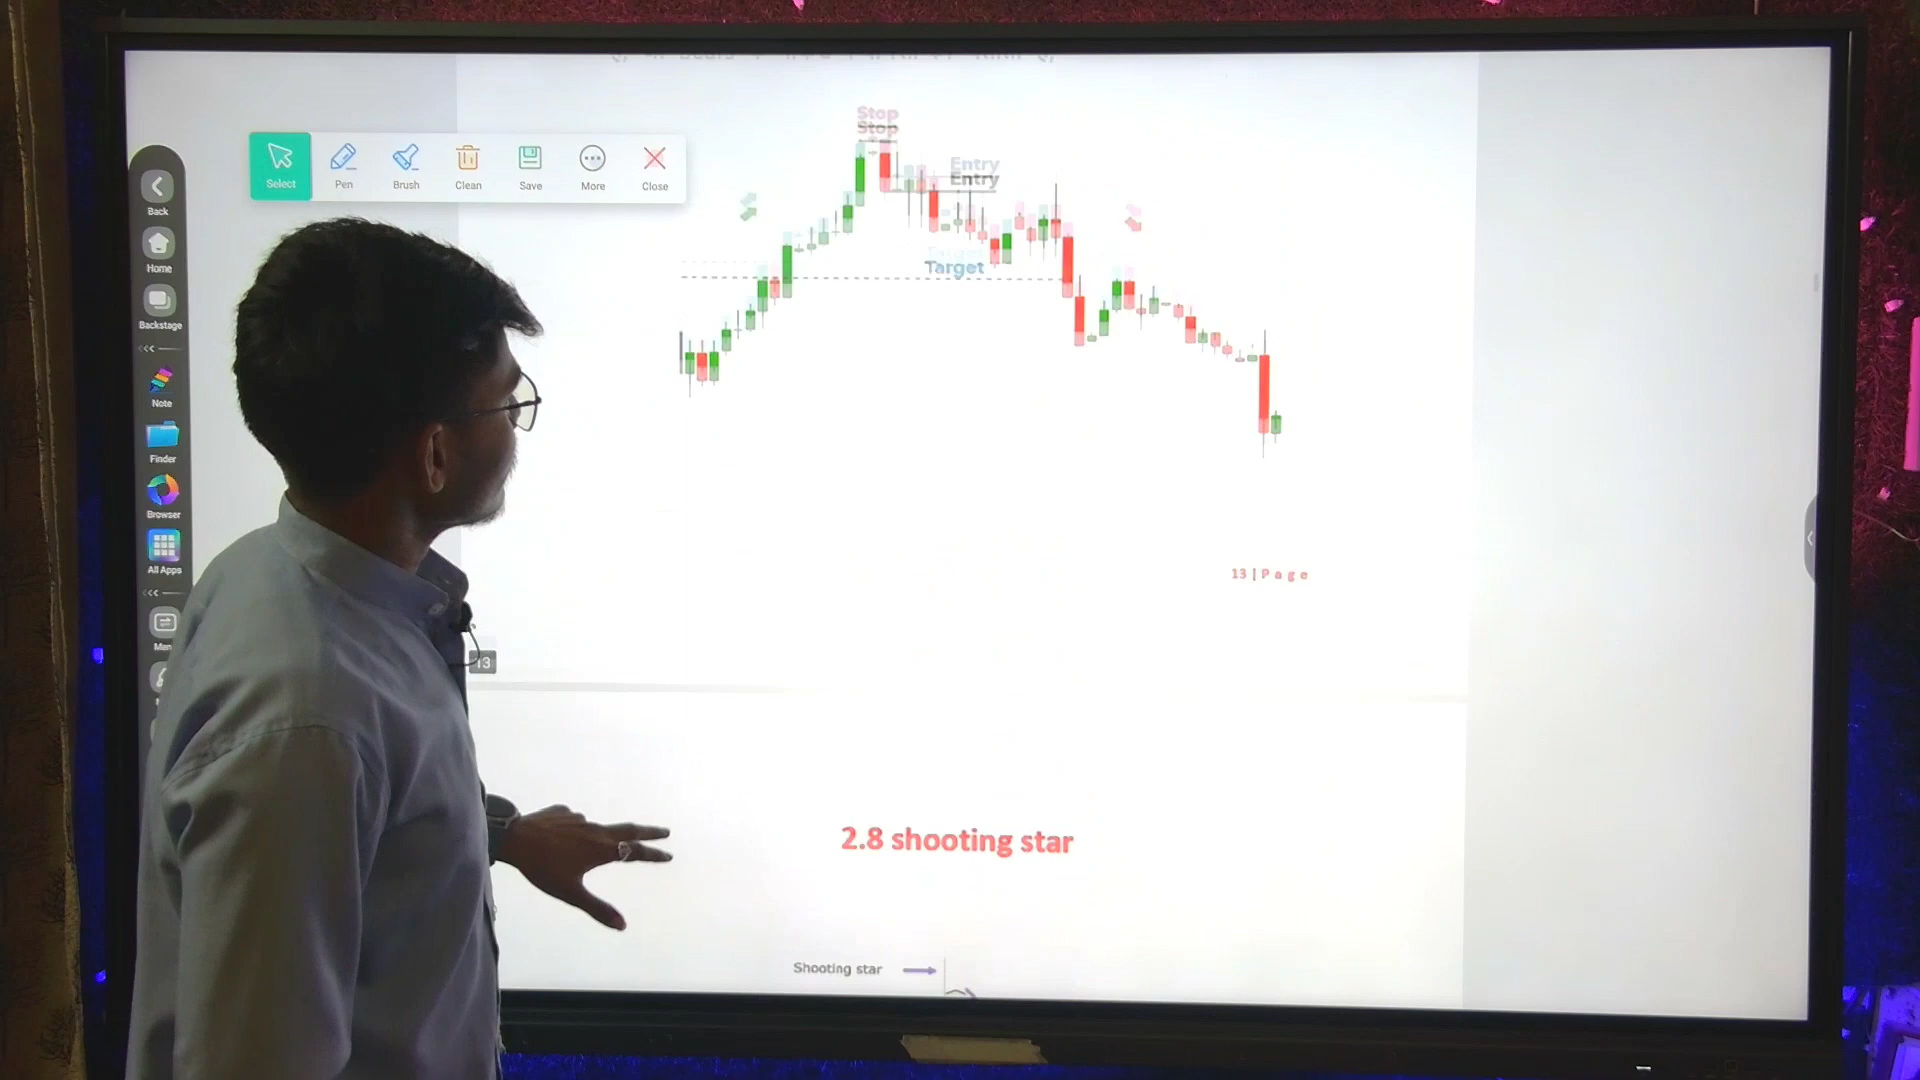 Stop
Stop
Entry
Entry
Target
Select
Pen
Brush
Clean
Save
More
Close
Back
Home
Backstage
Note
Finder
Browser
All Apps
13 | P a g e
13
2.8 shooting star
Shooting star